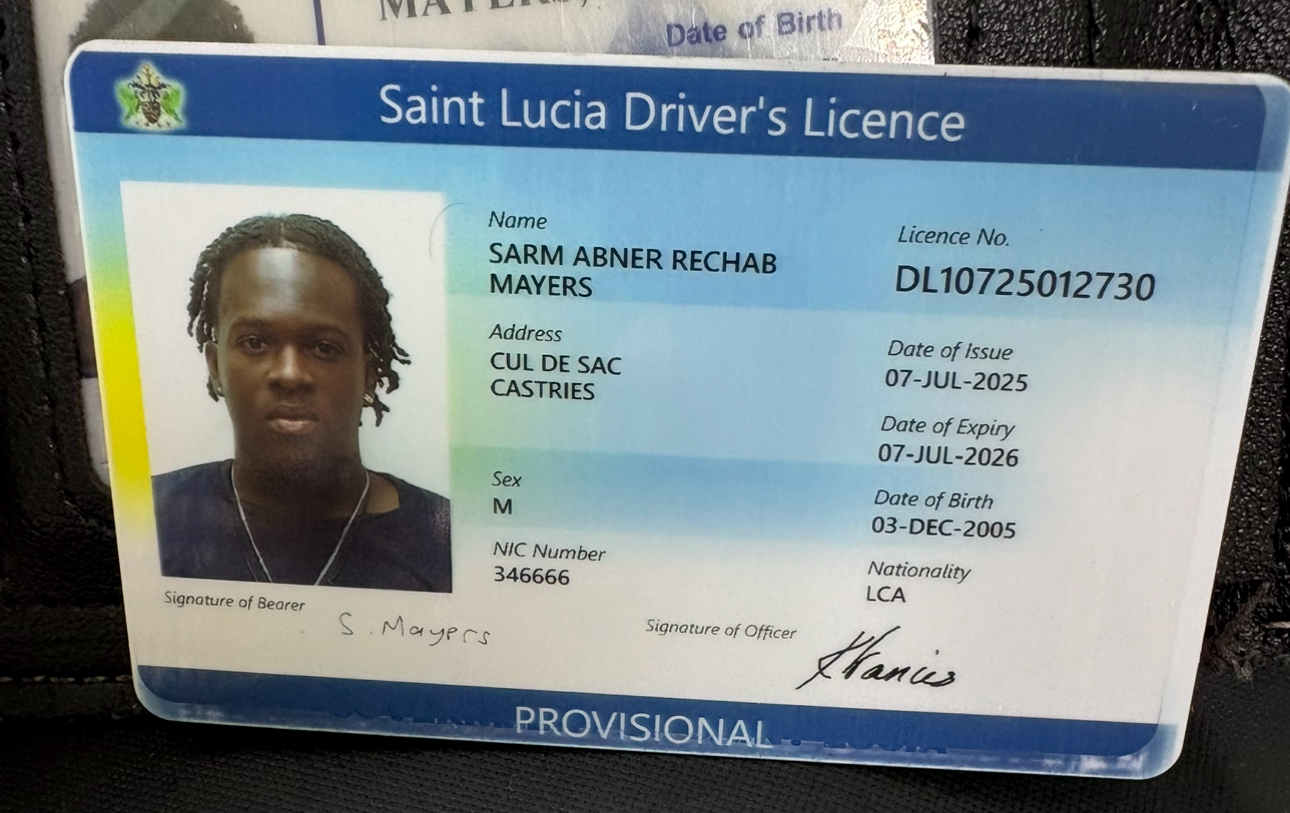 MAYERS,
Date of Birth
Saint Lucia Driver's Licence
Name
SARM ABNER RECHAB
MAYERS
Licence No.
DL10725012730
Address
CUL DE SAC
CASTRIES
Date of Issue
07-JUL-2025
Date of Expiry
07-JUL-2026
Sex
M
Date of Birth
03-DEC-2005
NIC Number
346666
Nationality
LCA
Signature of Bearer
S. Mayers
Signature of Officer
PROVISIONAL